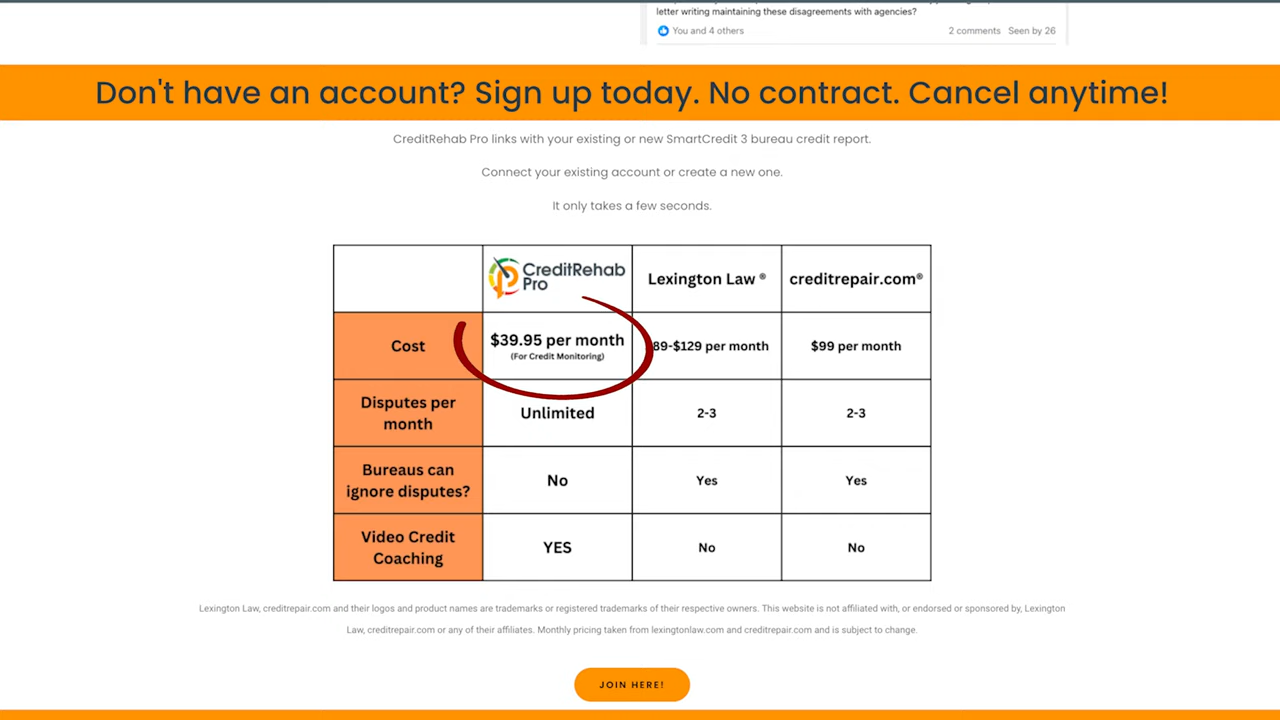 letter writing maintaining these disagreements with agencies?
You and 4 others 2 comments Seen by 26
Don't have an account? Sign up today. No contract. Cancel anytime!
CreditRehab Pro links with your existing or new SmartCredit 3 bureau credit report.
Connect your existing account or create a new one.
It only takes a few seconds.
CreditRehab
Pro
Lexington Law ®
creditrepair.com®
Cost
$39.95 per month
(For Credit Monitoring)
89-$129 per month
$99 per month
Disputes per
month
Unlimited
2-3
2-3
Bureaus can
ignore disputes?
No
Yes
Yes
Video Credit
Coaching
YES
No
No
Lexington Law, creditrepair.com and their logos and product names are trademarks or registered trademarks of their respective owners. This website is not affiliated with, or endorsed or sponsored by, Lexington
Law, creditrepair.com or any of their affiliates. Monthly pricing taken from lexingtonlaw.com and creditrepair.com and is subject to change.
JOIN HERE!